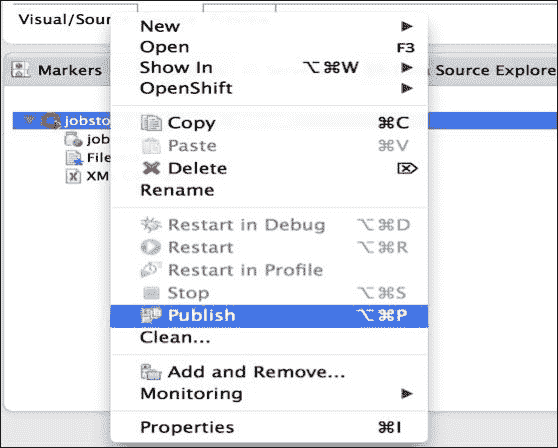 Visual/Sour
New
Open F3
Show In ⌥⌘W
OpenShift
Markers Source Explore
Copy ⌘C
jobsto
Paste ⌘V
job
Delete ⌦
File
Rename
XM
Restart in Debug ⌥⌘D
Restart ⌥⌘R
Restart in Profile
Stop ⌥⌘S
Publish ⌥⌘P
Clean...
Add and Remove...
Monitoring
Properties ⌘I